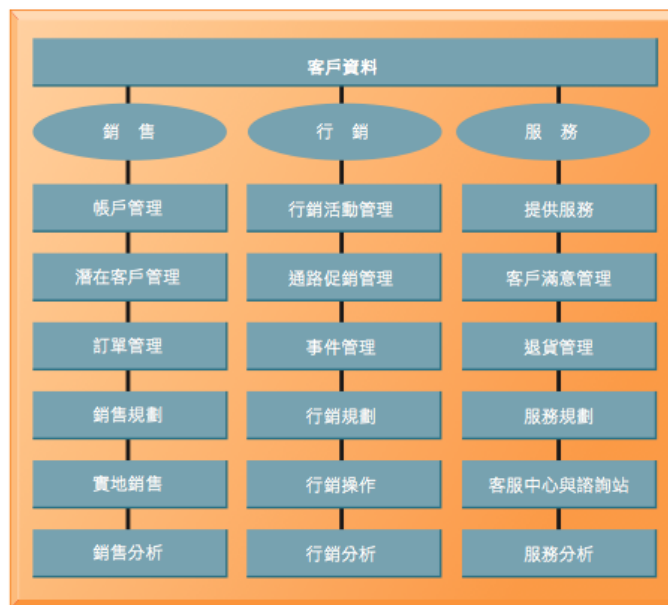 客戶資料
銷 售
行 銷
服 務
帳戶管理
行銷活動管理
提供服務
潛在客戶管理
通路促銷管理
客戶滿意管理
訂單管理
事件管理
退貨管理
銷售規劃
行銷規劃
服務規劃
實地銷售
行銷操作
客服中心與諮詢站
銷售分析
行銷分析
服務分析